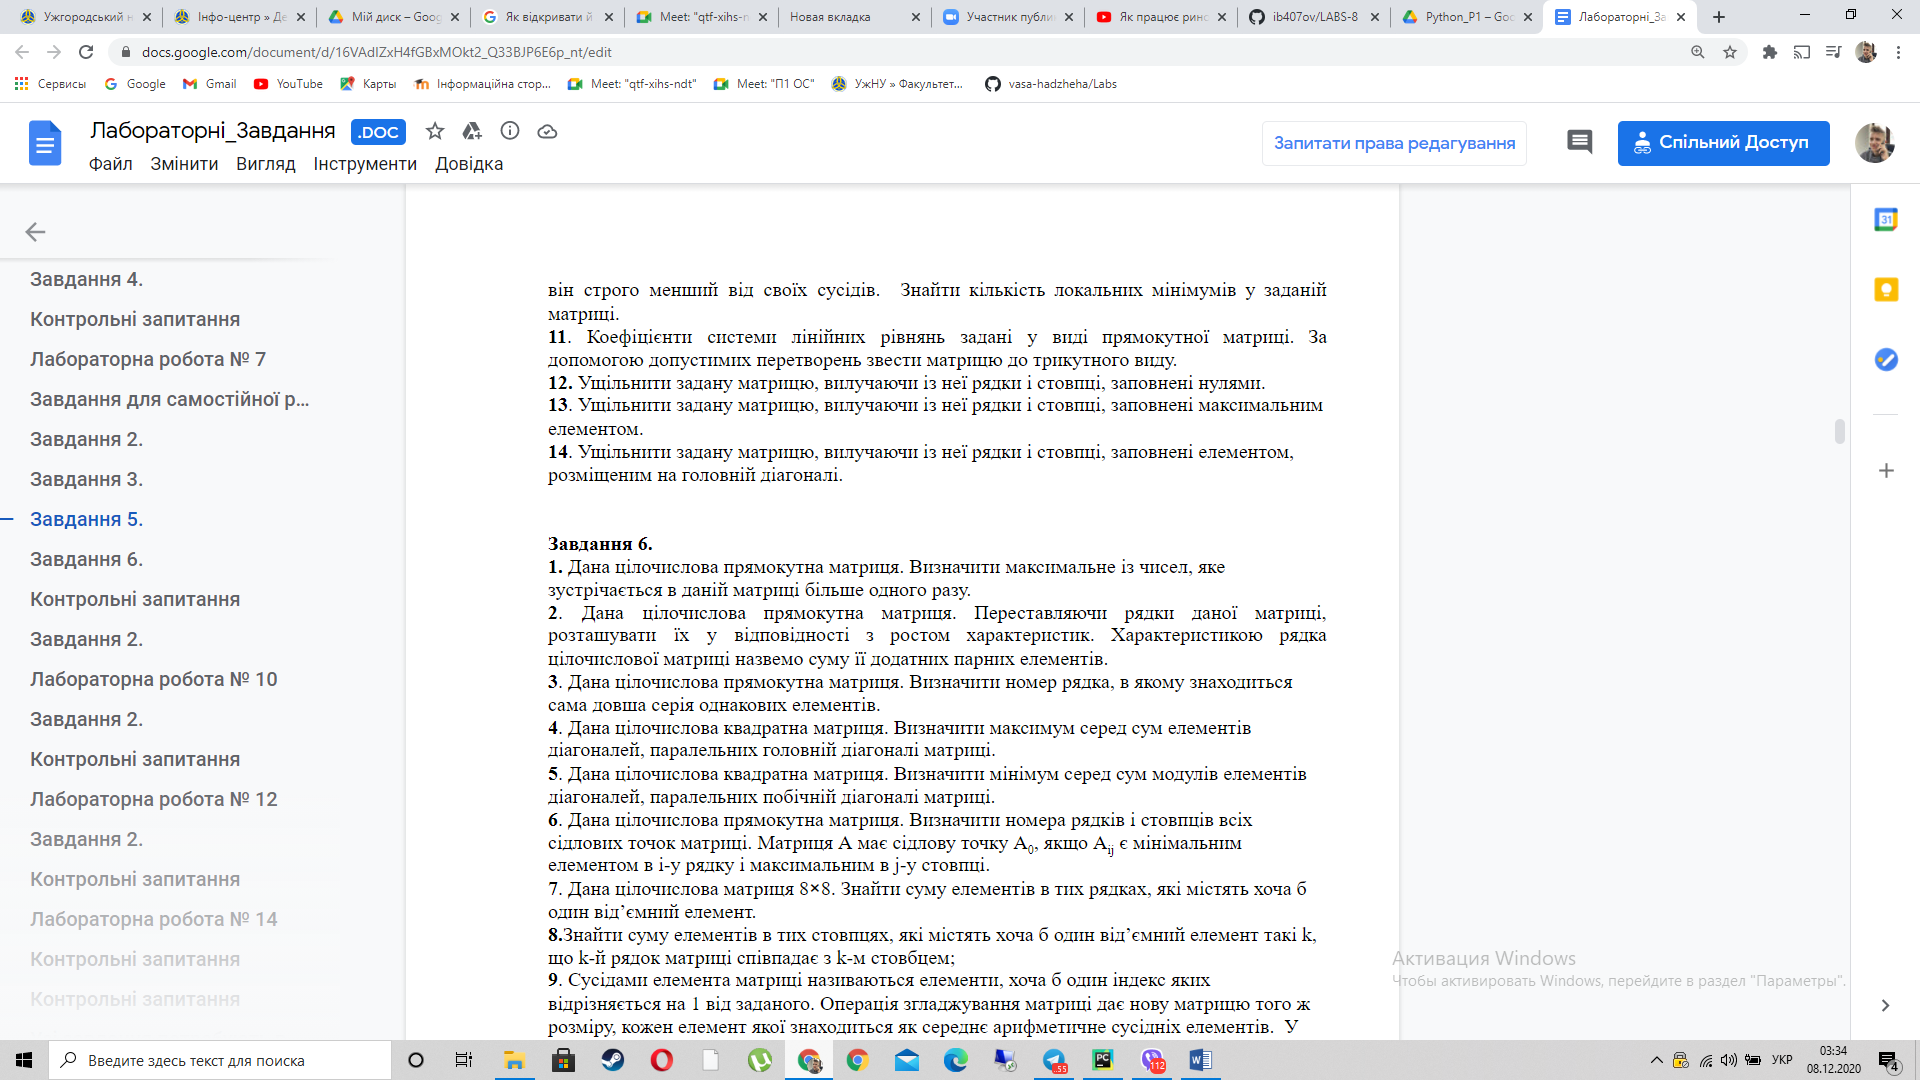 Ужгородський н
Інфо-центр » Де
Мій диск – Goog
Як відкривати й
Meet: "qtf-xihs-n
Новая вкладка
Участник публи
Як працює рино
ib407ov/LABS-8
Python_P1 – Goo
Лабораторні_За
docs.google.com/document/d/16VAdIZxH4fGBxMOkt2_Q33BJP6E6p_nt/edit
Сервисы
Google
Gmail
YouTube
Карты
Інформаційна стор...
Meet: "qtf-xihs-ndt"
Meet: "П1 ОС"
УжНУ » Факультет...
vasa-hadzheha/Labs
Лабораторні_Завдання
.DOC
Файл Змінити Вигляд Інструменти Довідка
Запитати права редагування
Спільний Доступ
Завдання 4.
Контрольні запитання
Лабораторна робота № 7
Завдання для самостійної р...
Завдання 2.
Завдання 3.
Завдання 5.
Завдання 6.
Контрольні запитання
Завдання 2.
Лабораторна робота № 10
Завдання 2.
Контрольні запитання
Лабораторна робота № 12
Завдання 2.
Контрольні запитання
Лабораторна робота № 14
Контрольні запитання
Контрольні запитання
він строго менший від своїх сусідів. Знайти кількість локальних мінімумів у заданій
матриці.
11. Коефіцієнти системи лінійних рівнянь задані у виді прямокутної матриці. За
допомогою допустимих перетворень звести матрицю до трикутного виду.
12. Ущільнити задану матрицю, вилучаючи із неї рядки і стовпці, заповнені нулями.
13. Ущільнити задану матрицю, вилучаючи із неї рядки і стовпці, заповнені максимальним
елементом.
14. Ущільнити задану матрицю, вилучаючи із неї рядки і стовпці, заповнені елементом,
розміщеним на головній діагоналі.
Завдання 6.
1. Дана цілочислова прямокутна матриця. Визначити максимальне із чисел, яке
зустрічається в даній матриці більше одного разу.
2. Дана цілочислова прямокутна матриця. Переставляючи рядки даної матриці,
розташувати їх у відповідності з ростом характеристик. Характеристикою рядка
цілочислової матриці назвемо суму її додатних парних елементів.
3. Дана цілочислова прямокутна матриця. Визначити номер рядка, в якому знаходиться
сама довша серія однакових елементів.
4. Дана цілочислова квадратна матриця. Визначити максимум серед сум елементів
діагоналей, паралельних головній діагоналі матриці.
5. Дана цілочислова квадратна матриця. Визначити мінімум серед сум модулів елементів
діагоналей, паралельних побічній діагоналі матриці.
6. Дана цілочислова прямокутна матриця. Визначити номера рядків і стовпців всіх
сідлових точок матриці. Матриця А має сідлову точку A0, якщо Aij є мінімальним
елементом в і-у рядку і максимальним в j-у стовпці.
7. Дана цілочислова матриця 8×8. Знайти суму елементів в тих рядках, які містять хоча б
один від’ємний елемент.
8.Знайти суму елементів в тих стовпцях, які містять хоча б один від’ємний елемент такі k,
що k-й рядок матриці співпадає з k-м стовбцем;
9. Сусідами елемента матриці називаються елементи, хоча б один індекс яких
відрізняється на 1 від заданого. Операція згладжування матриці дає нову матрицю того ж
розміру, кожен елемент якої знаходиться як середнє арифметичне сусідніх елементів. У
Активация Windows
Чтобы активировать Windows, перейдите в раздел "Параметры".
31
Введите здесь текст для поиска
..55
PC
112
УКР
03:34
08.12.2020
4